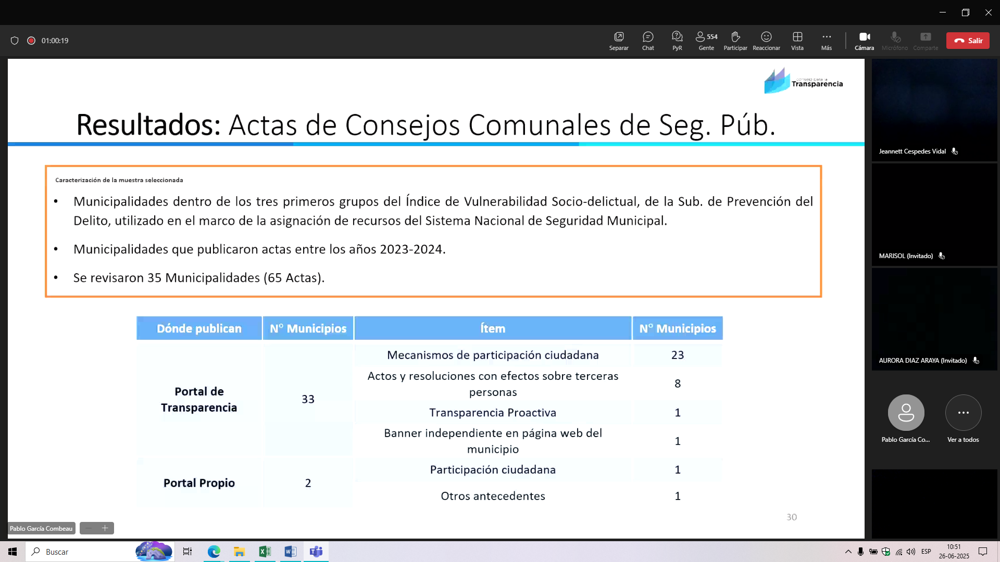 01:00:19
Separar
Chat
PyR
554
Gente
Participar
Reaccionar
Vista
Más
Cámara
Micrófono
Comparte
Salir
consejo para la
Transparencia
Resultados: Actas de Consejos Comunales de Seg. Púb.
Caracterización de la muestra seleccionada
• Municipalidades dentro de los tres primeros grupos del Índice de Vulnerabilidad Socio-delictual, de la Sub. de Prevención del
Delito, utilizado en el marco de la asignación de recursos del Sistema Nacional de Seguridad Municipal.
• Municipalidades que publicaron actas entre los años 2023-2024.
• Se revisaron 35 Municipalidades (65 Actas).
Dónde publican N° Municipios Ítem N° Municipios
Portal de
Transparencia
33
Mecanismos de participación ciudadana 23
Actos y resoluciones con efectos sobre terceras
personas
8
Transparencia Proactiva 1
Banner independiente en página web del
municipio
1
Portal Propio
2
Participación ciudadana 1
Otros antecedentes 1
30
Pablo García Combeau
Jeannett Cespedes Vidal
MARISOL (Invitado)
AURORA DIAZ ARAYA (Invitado)
Pablo García Co...
Ver a todos
Buscar
ESP
10:51
26-06-2025